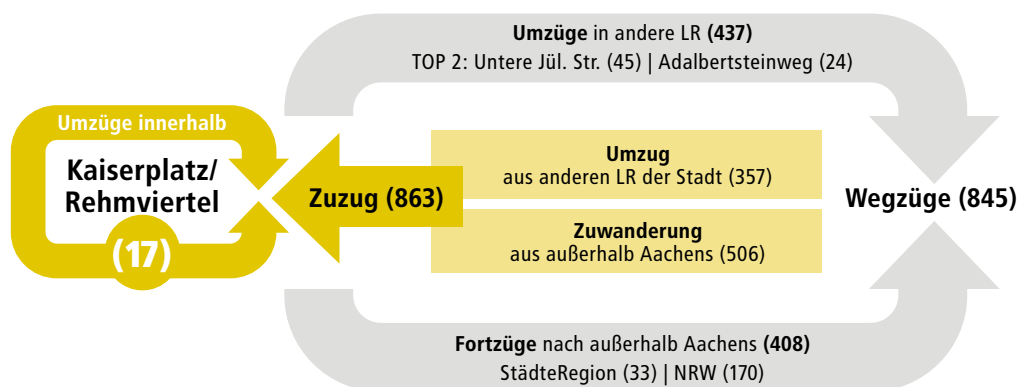 Umzüge in andere LR (437)
TOP 2: Untere Jül. Str. (45) | Adalbertsteinweg (24)
Umzüge innerhalb
Kaiserplatz/
Rehmviertel
(17)
Zuzug (863)
Umzug
aus anderen LR der Stadt (357)
Zuwanderung
aus außerhalb Aachens (506)
Wegzüge (845)
Fortzüge nach außerhalb Aachens (408)
StädteRegion (33) | NRW (170)